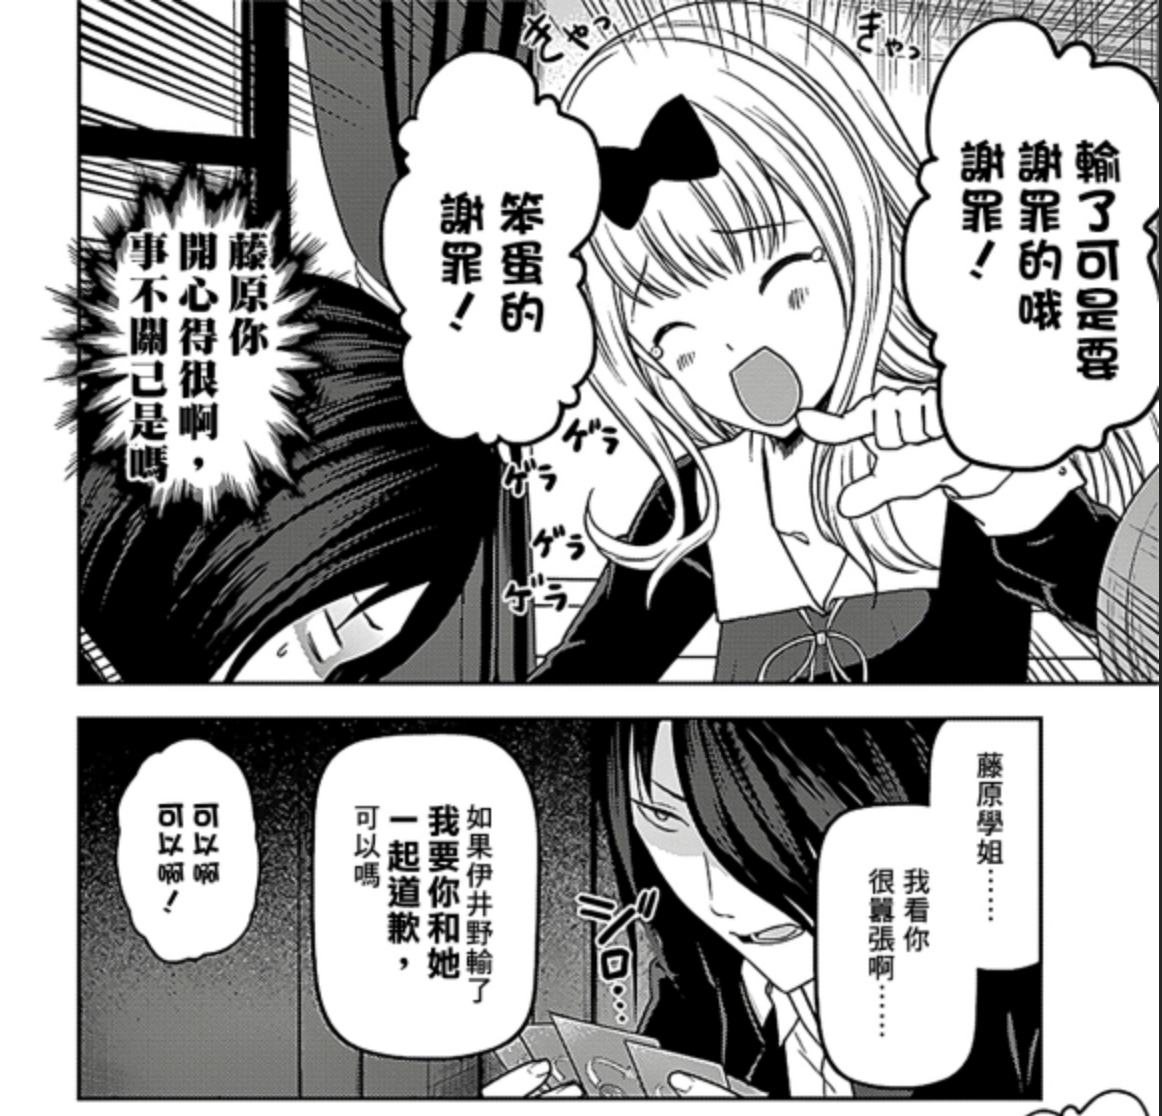 輸了可是要
謝罪的哦
謝罪！
きゃっ
きゃっ
笨蛋的
謝罪！
ゲラ
ゲラ
ゲラ
ゲラ
藤原你
開心得很啊，
事不關己是嗎
藤原學姐……
我看你
很囂張啊……
ジロ…
如果伊井野輸了
我要你和她
一起道歉，
可以嗎
可以啊
可以啊！